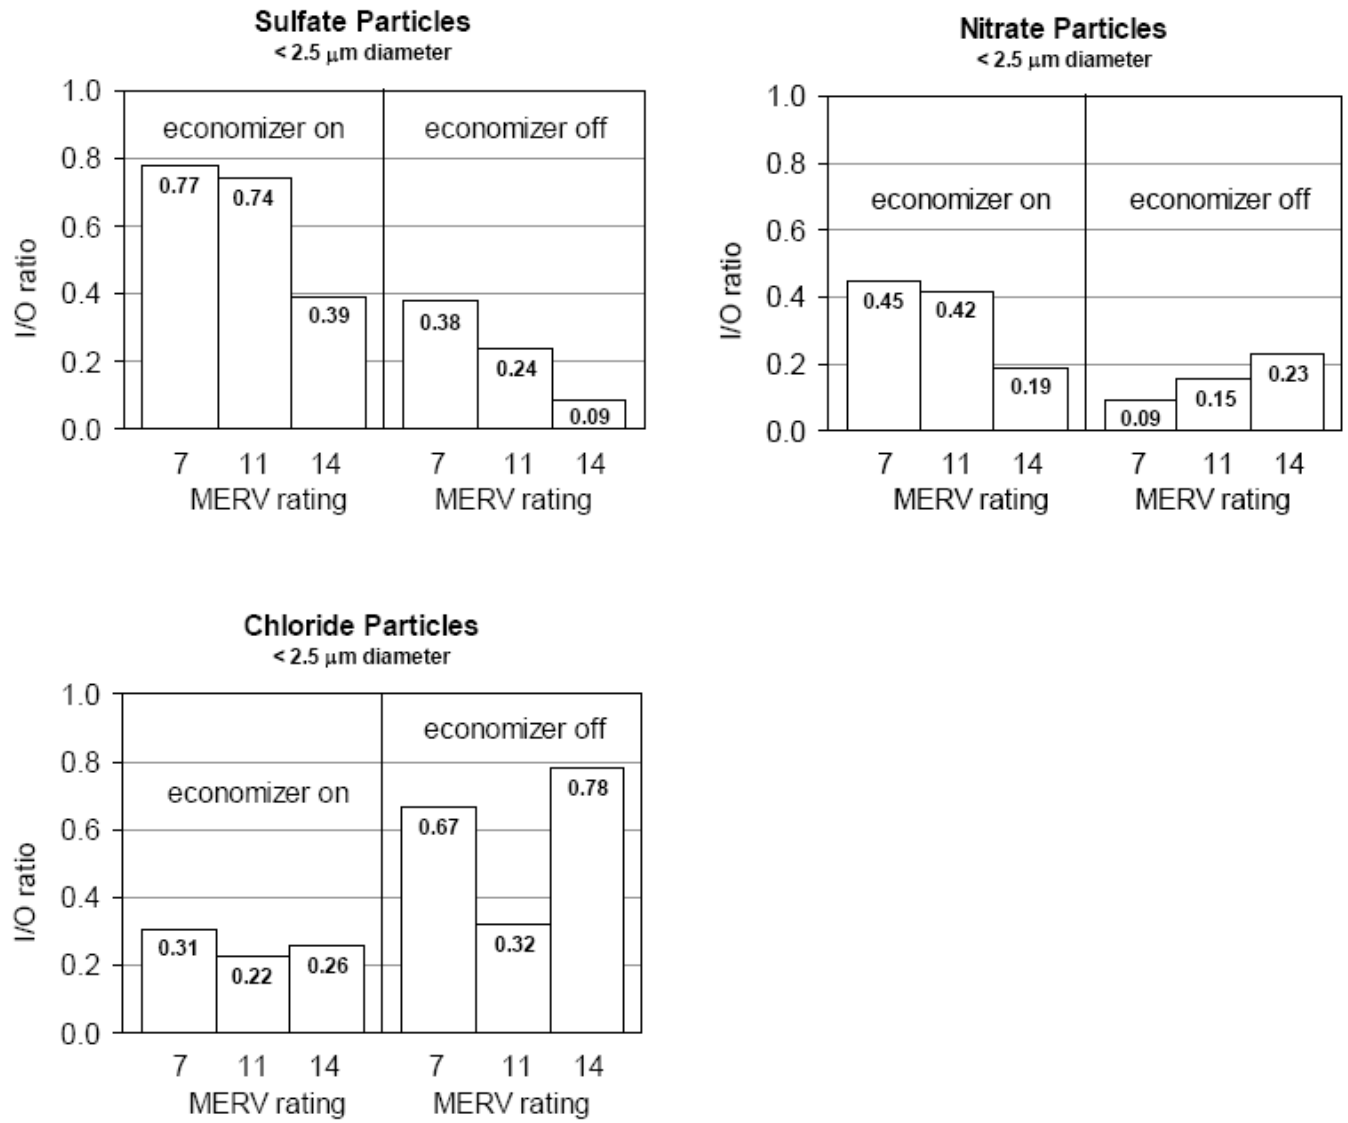 Sulfate Particles
< 2.5 μm diameter
I/O ratio
1.0
0.8
0.6
0.4
0.2
0.0
economizer on
economizer off
0.77
0.74
0.39
0.38
0.24
0.09
7 11 14 7 11 14
MERV rating MERV rating
Nitrate Particles
< 2.5 μm diameter
I/O ratio
1.0
0.8
0.6
0.4
0.2
0.0
economizer on
economizer off
0.45
0.42
0.19
0.09
0.15
0.23
7 11 14 7 11 14
MERV rating MERV rating
Chloride Particles
< 2.5 μm diameter
I/O ratio
1.0
0.8
0.6
0.4
0.2
0.0
economizer on
economizer off
0.31
0.22
0.26
0.67
0.32
0.78
7 11 14 7 11 14
MERV rating MERV rating